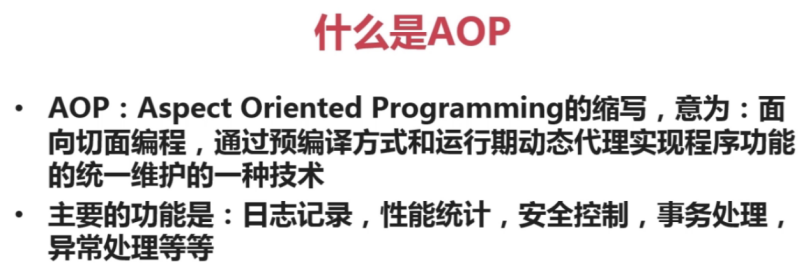 什么是AOP
• AOP：Aspect Oriented Programming的缩写，意为：面
向切面编程，通过预编译方式和运行期动态代理实现程序功能
的统一维护的一种技术
• 主要的功能是：日志记录，性能统计，安全控制，事务处理，
异常处理等等